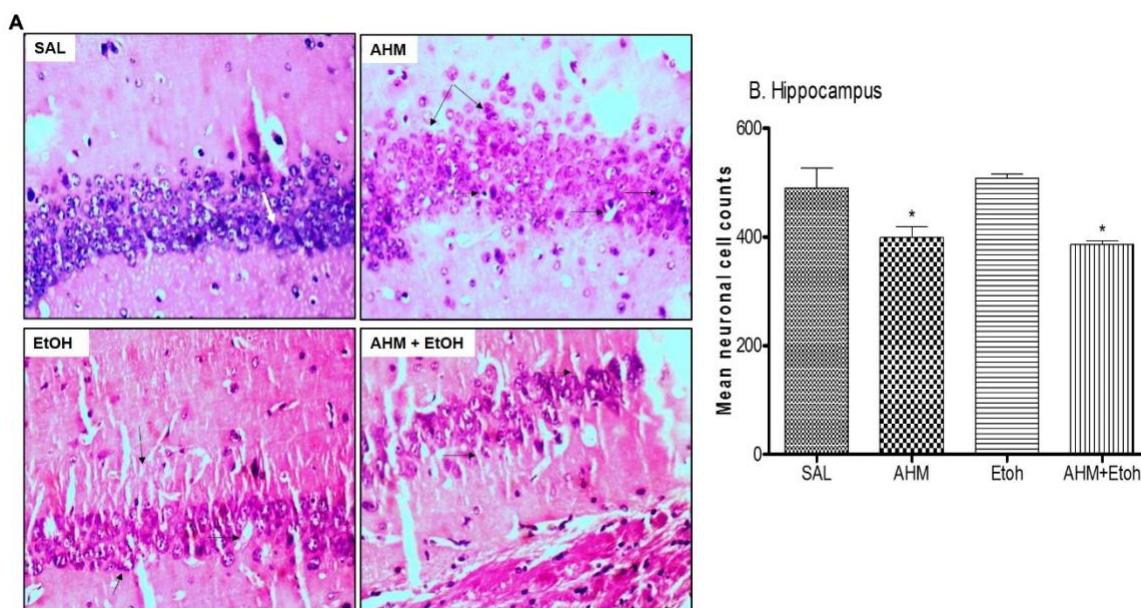 A
SAL
AHM
EtOH
AHM + EtOH
B. Hippocampus
Mean neuronal cell counts
600
400
200
0
*
*
SAL
AHM
Etoh
AHM+Etoh